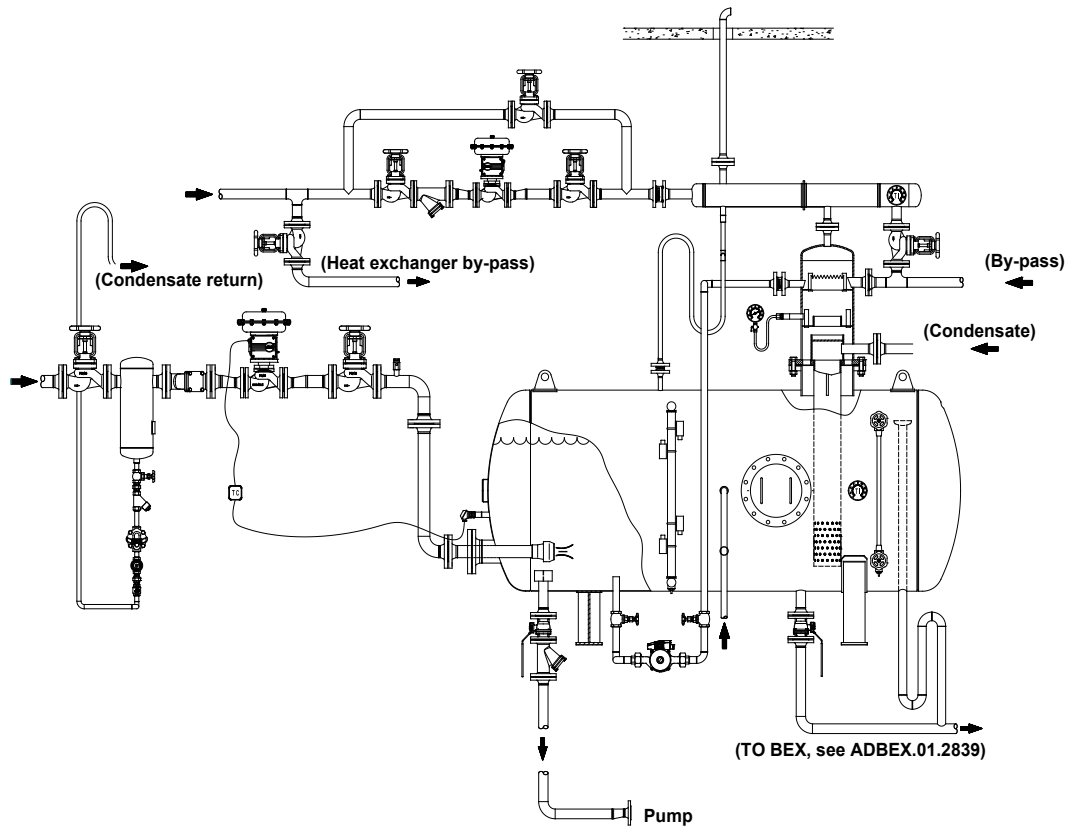 (Condensate return)
(Heat exchanger by-pass)
(By-pass)
(Condensate)
TC
(TO BEX, see ADBEX.01.2839)
Pump